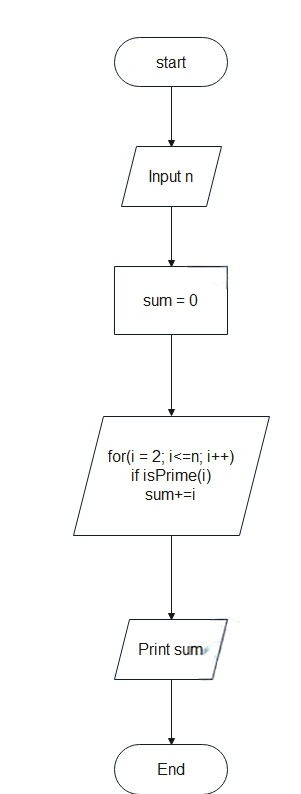 start
Input n
sum = 0
for(i = 2; i<=n; i++)
if isPrime(i)
sum+=i
Print sum
End